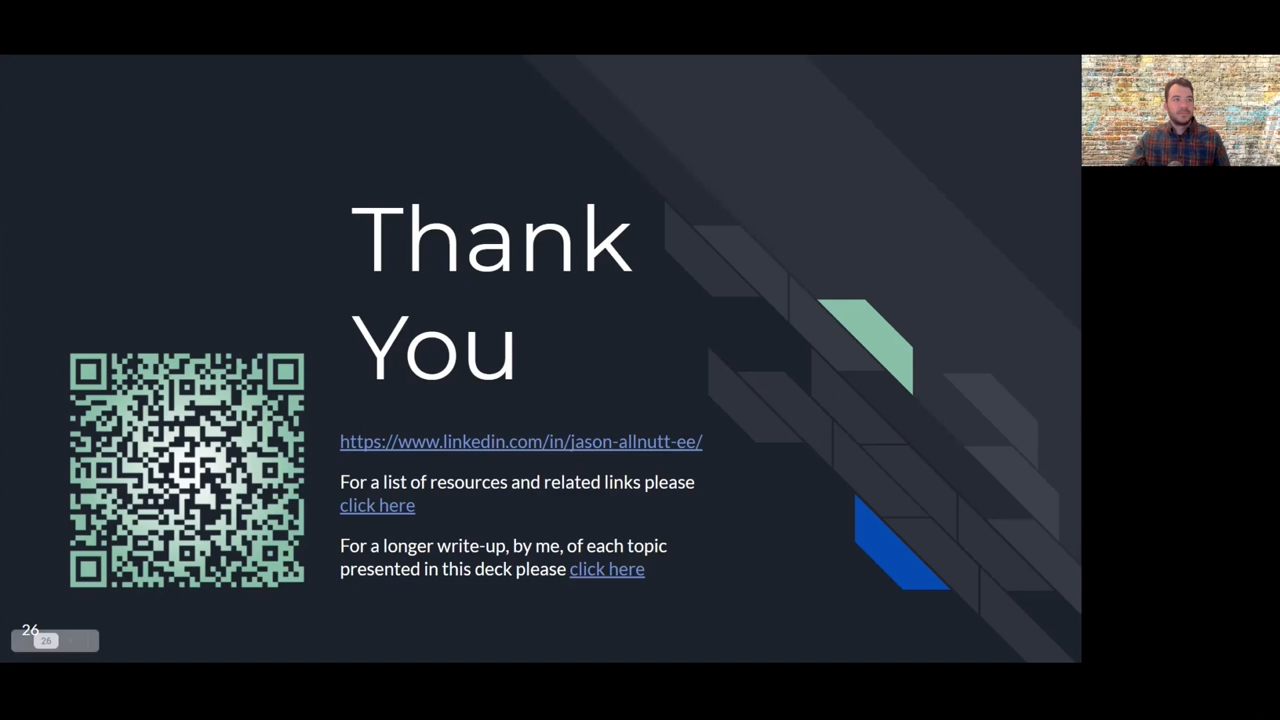 Thank
You
https://www.linkedin.com/in/jason-allnutt-ee/
For a list of resources and related links please
click here
For a longer write-up, by me, of each topic
presented in this deck please click here
26
26